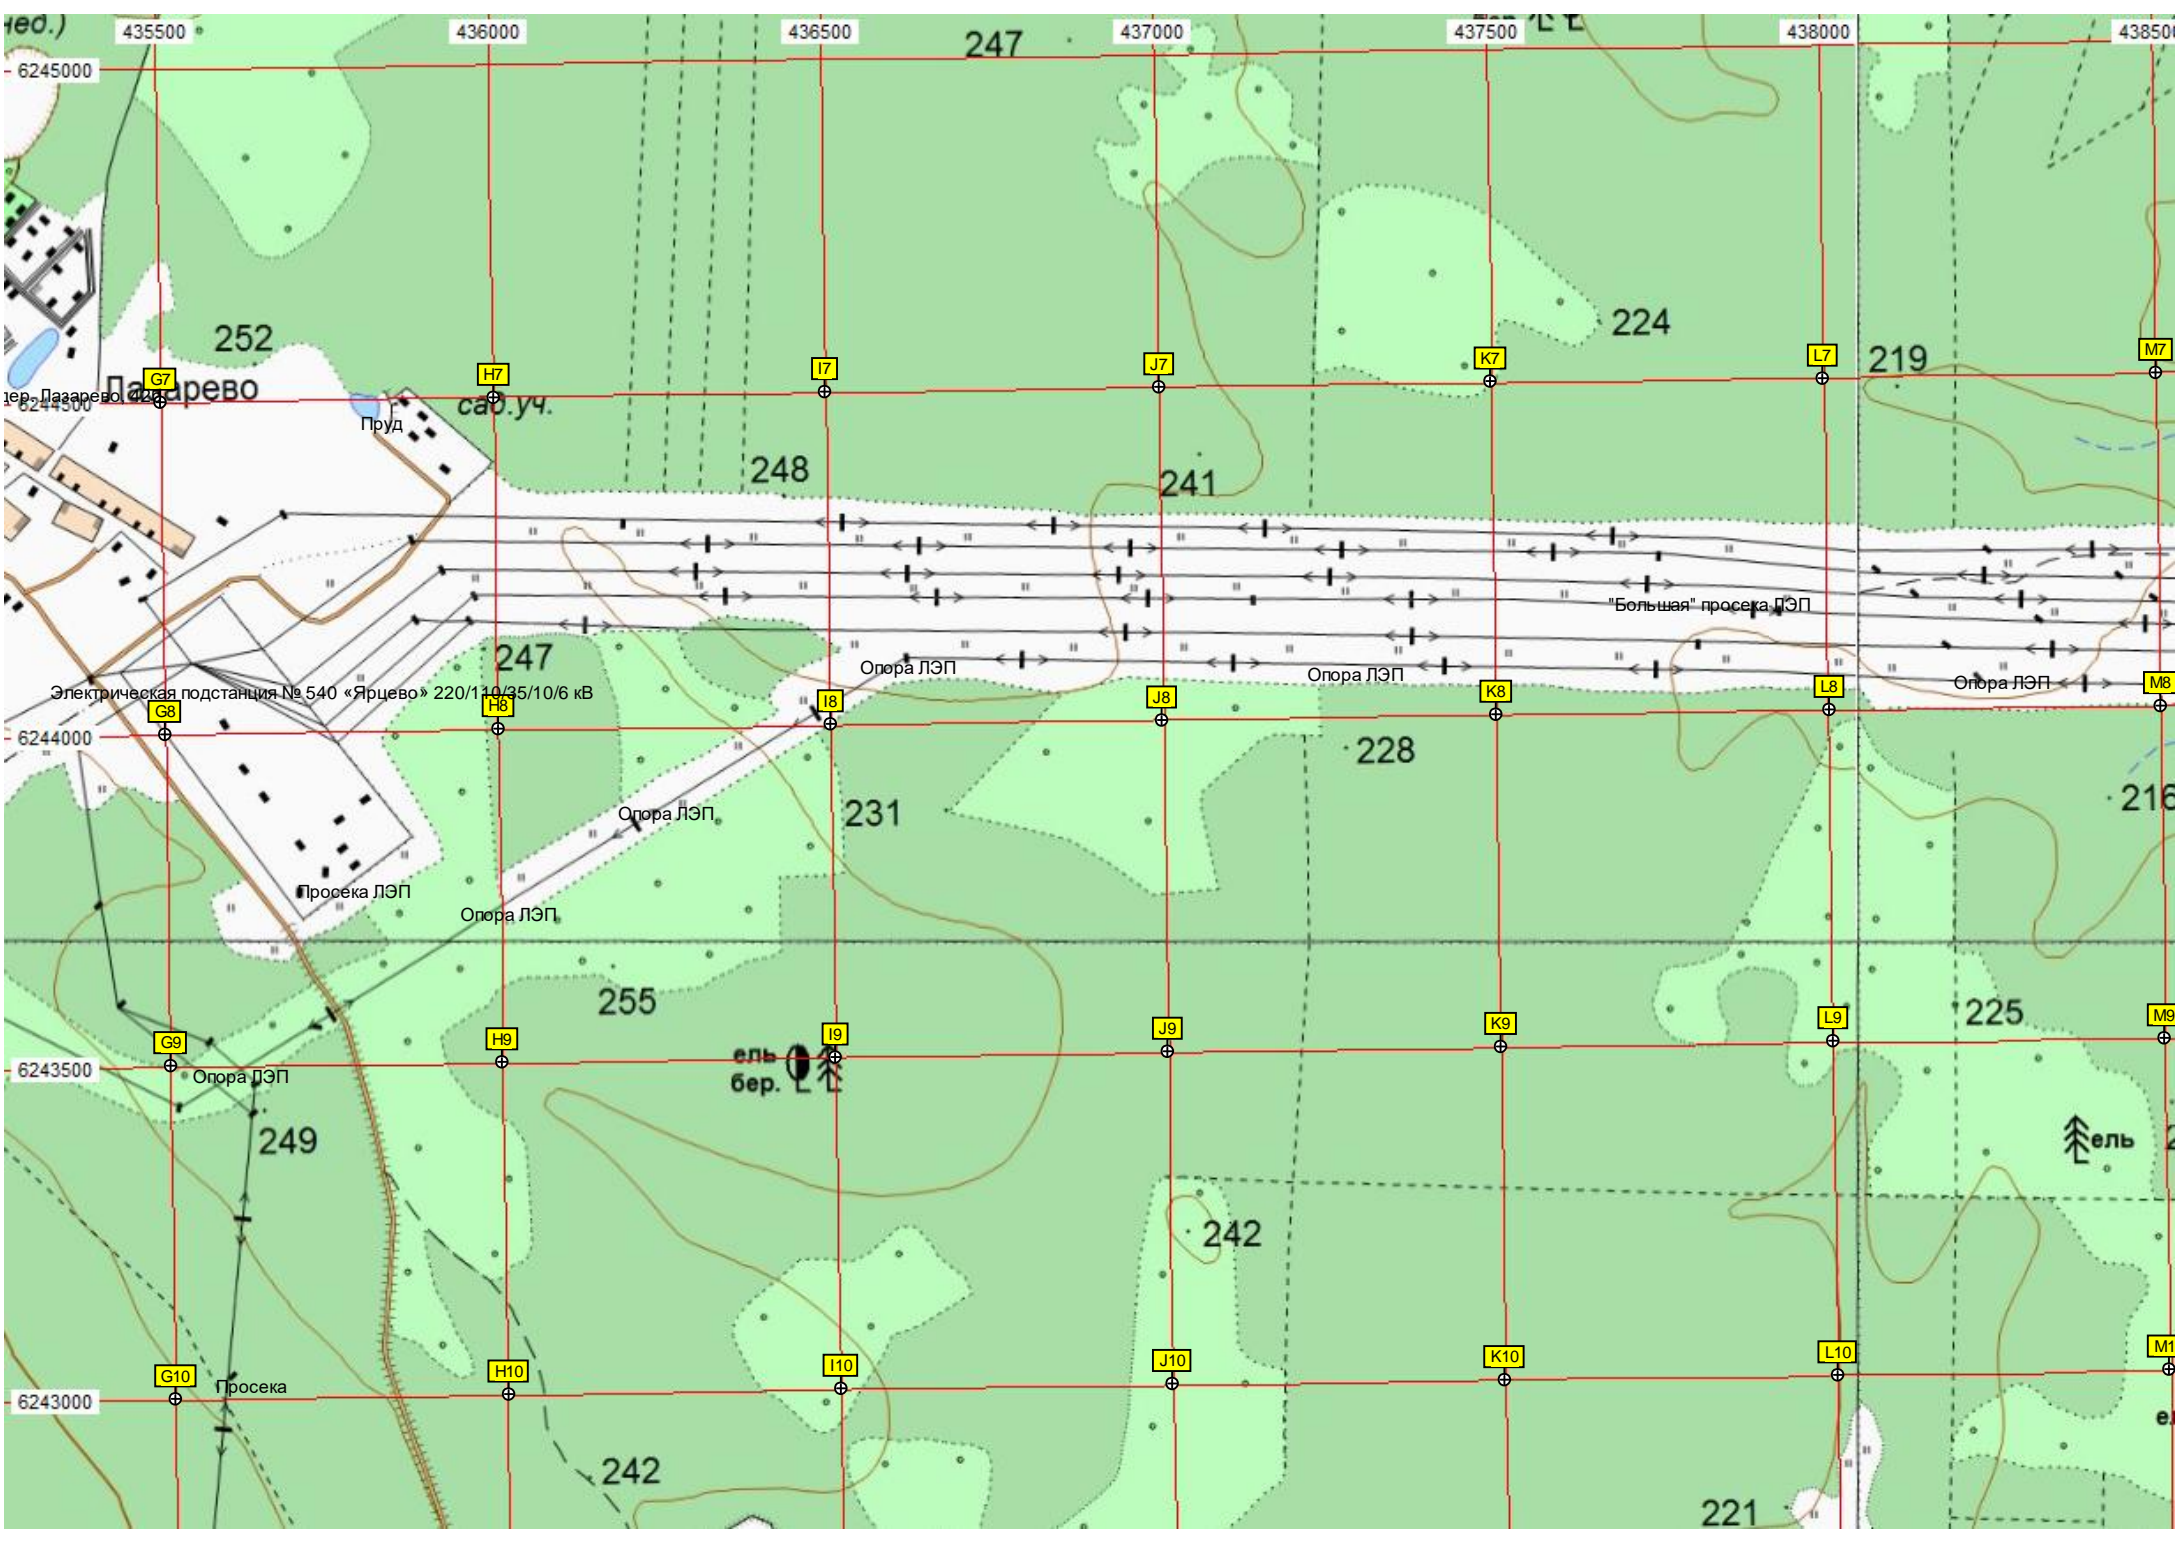 нед.)
435500
436000
436500
437000
437500
438000
6245000
247
224
252
219
G7
H7
I7
J7
K7
L7
M7
Лазарево
дер. Лазарево
6244500
сад.уч.
Пруд
248
241
"Большая" просека ЛЭП
247
Опора ЛЭП
Опора ЛЭП
Опора ЛЭП
Электрическая подстанция № 540 «Ярцево» 220/110/35/10/6 кВ
G8
H8
I8
J8
K8
L8
M8
6244000
228
216
231
Опора ЛЭП
Просека ЛЭП
Опора ЛЭП
255
225
G9
H9
I9
J9
K9
L9
M9
6243500
ель
бер.
Опора ЛЭП
249
ель
242
G10
H10
I10
J10
K10
L10
Просека
6243000
242
221